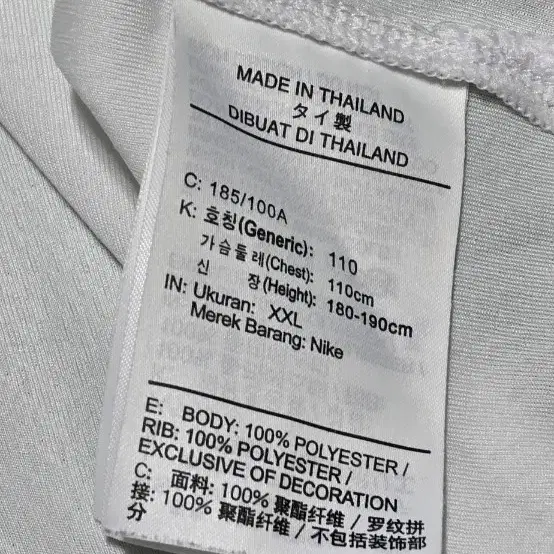 MADE IN THAILAND
タイ製
DIBUAT DI THAILAND
C: 185/100A
K: 호칭(Generic): 110
가슴둘레(Chest): 110cm
신 장(Height): 180-190cm
IN: Ukuran: XXL
Merek Barang: Nike
E: BODY: 100% POLYESTER /
RIB: 100% POLYESTER /
EXCLUSIVE OF DECORATION
C: 面料: 100% 聚酯纤维 / 罗纹拼
接: 100% 聚酯纤维 / 不包括装饰部
分